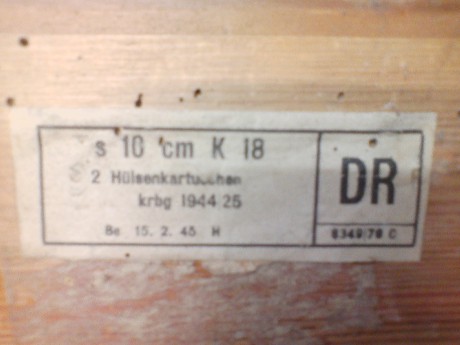 s 10 cm K 18
2 Hülsenkartuschen
krbg 1944 25
Be 15. 2. 45 H
DR